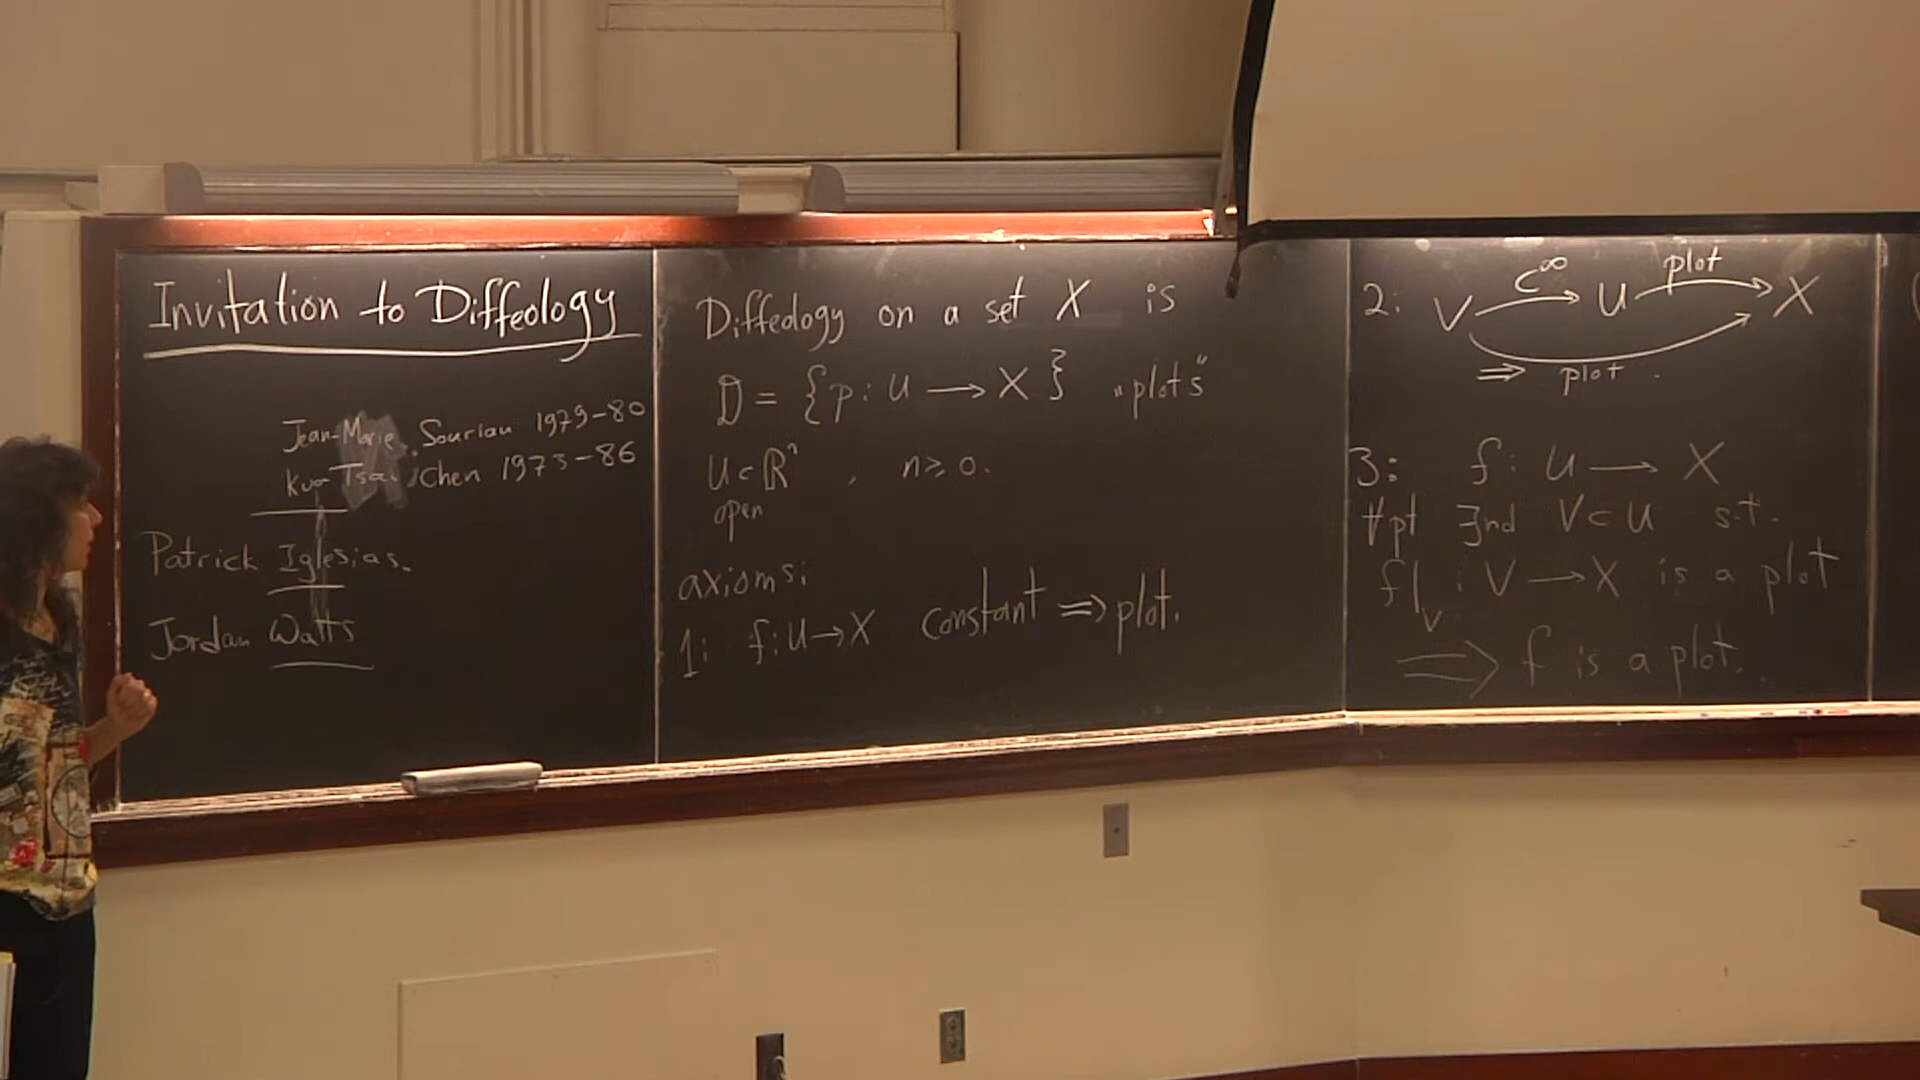 Invitation to Diffeology
Jean-Marie Souriau 1979-80
Kuo Tsai Chen 1973-86
Patrick Iglesias.
Jordan Watts
Diffeology on a set X is
D = {p: U ⟶ X} „plots“
U ⊂ ℝⁿ , n ≥ 0.
open
axioms:
1: f: U → X constant ⇒ plot.
2: V C^∞ → U plot → X
⇒ plot.
3: f: U ⟶ X
∀pt ∃nd V ⊂ U s.t.
f|_V : V ⟶ X is a plot
⟹ f is a plot.